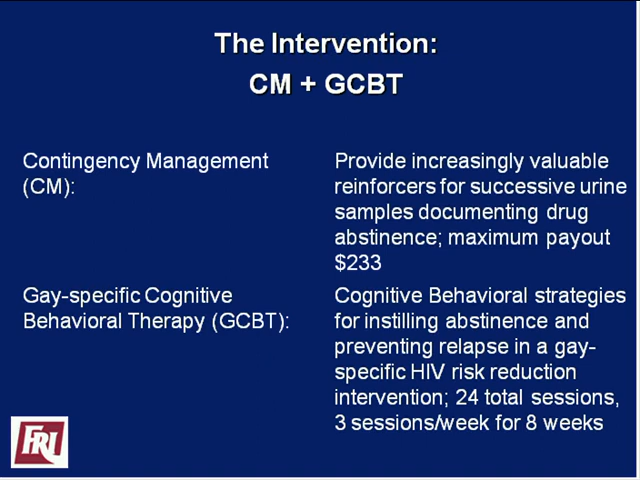 The Intervention:
CM + GCBT
Contingency Management
(CM):
Provide increasingly valuable
reinforcers for successive urine
samples documenting drug
abstinence; maximum payout
$233
Gay-specific Cognitive
Behavioral Therapy (GCBT):
Cognitive Behavioral strategies
for instilling abstinence and
preventing relapse in a gay-
specific HIV risk reduction
intervention; 24 total sessions,
3 sessions/week for 8 weeks
FRI